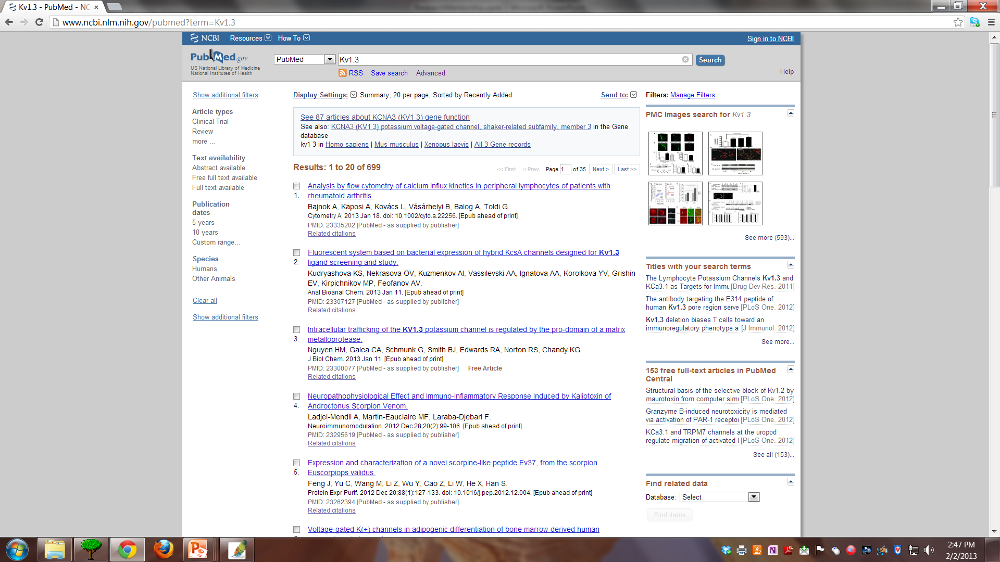 Kv1.3 - PubMed - NC
www.ncbi.nlm.nih.gov/pubmed?term=Kv1.3
NCBI Resources How To Sign in to NCBI
PubMed.gov
US National Library of Medicine
National Institutes of Health
PubMed Kv1.3 Search
RSS Save search Advanced Help
Show additional filters
Article types
Clinical Trial
Review
more ...
Text availability
Abstract available
Free full text available
Full text available
Publication
dates
5 years
10 years
Custom range...
Species
Humans
Other Animals
Clear all
Show additional filters
Display Settings: Summary, 20 per page, Sorted by Recently Added Send to:
See 87 articles about KCNA3 (KV1 3) gene function
See also: KCNA3 (KV1 3) potassium voltage-gated channel, shaker-related subfamily, member 3 in the Gene
database
kv1 3 in Homo sapiens | Mus musculus | Xenopus laevis | All 3 Gene records
Results: 1 to 20 of 699 << First < Prev Page 1 of 35 Next > Last >>
Analysis by flow cytometry of calcium influx kinetics in peripheral lymphocytes of patients with
1. rheumatoid arthritis.
Bajnok A, Kaposi A, Kovács L, Vásárhelyi B, Balog A, Toldi G.
Cytometry A. 2013 Jan 18. doi: 10.1002/cyto.a.22256. [Epub ahead of print]
PMID: 23335202 [PubMed - as supplied by publisher]
Related citations
Fluorescent system based on bacterial expression of hybrid KcsA channels designed for Kv1.3
2. ligand screening and study.
Kudryashova KS, Nekrasova OV, Kuzmenkov AI, Vassilevski AA, Ignatova AA, Korolkova YV, Grishin
EV, Kirpichnikov MP, Feofanov AV.
Anal Bioanal Chem. 2013 Jan 11. [Epub ahead of print]
PMID: 23307127 [PubMed - as supplied by publisher]
Related citations
Intracellular trafficking of the KV1.3 potassium channel is regulated by the pro-domain of a matrix
3. metalloprotease.
Nguyen HM, Galea CA, Schmunk G, Smith BJ, Edwards RA, Norton RS, Chandy KG.
J Biol Chem. 2013 Jan 11. [Epub ahead of print]
PMID: 23300077 [PubMed - as supplied by publisher] Free Article
Related citations
Neuropathophysiological Effect and Immuno-Inflammatory Response Induced by Kaliotoxin of
4. Androctonus Scorpion Venom.
Ladjel-Mendil A, Martin-Eauclaire MF, Laraba-Djebari F.
Neuroimmunomodulation. 2012 Dec 28;20(2):99-106. [Epub ahead of print]
PMID: 23295619 [PubMed - as supplied by publisher]
Related citations
Expression and characterization of a novel scorpine-like peptide Ev37, from the scorpion
5. Euscorpiops validus.
Feng J, Yu C, Wang M, Li Z, Wu Y, Cao Z, Li W, He X, Han S.
Protein Expr Purif. 2012 Dec 20;88(1):127-133. doi: 10.1016/j.pep.2012.12.004. [Epub ahead of print]
PMID: 23262394 [PubMed - as supplied by publisher]
Related citations
Voltage-gated K(+) channels in adipogenic differentiation of bone marrow-derived human
Filters: Manage Filters
PMC Images search for Kv1.3
See more (593)...
Titles with your search terms
The Lymphocyte Potassium Channels Kv1.3 and
KCa3.1 as Targets for Immu [Drug Dev Res. 2011]
The antibody targeting the E314 peptide of
human Kv1.3 pore region serve [PLoS One. 2012]
Kv1.3 deletion biases T cells toward an
immunoregulatory phenotype a [J Immunol. 2012]
See more...
153 free full-text articles in PubMed
Central
Structural basis of the selective block of Kv1.2 by
maurotoxin from computer simu [PLoS One. 2012]
Granzyme B-induced neurotoxicity is mediated
via activation of PAR-1 receptor [PLoS One. 2012]
KCa3.1 and TRPM7 channels at the uropod
regulate migration of activated [PLoS One. 2012]
See all (153)...
Find related data
Database: Select
Find items
2:47 PM
2/2/2013